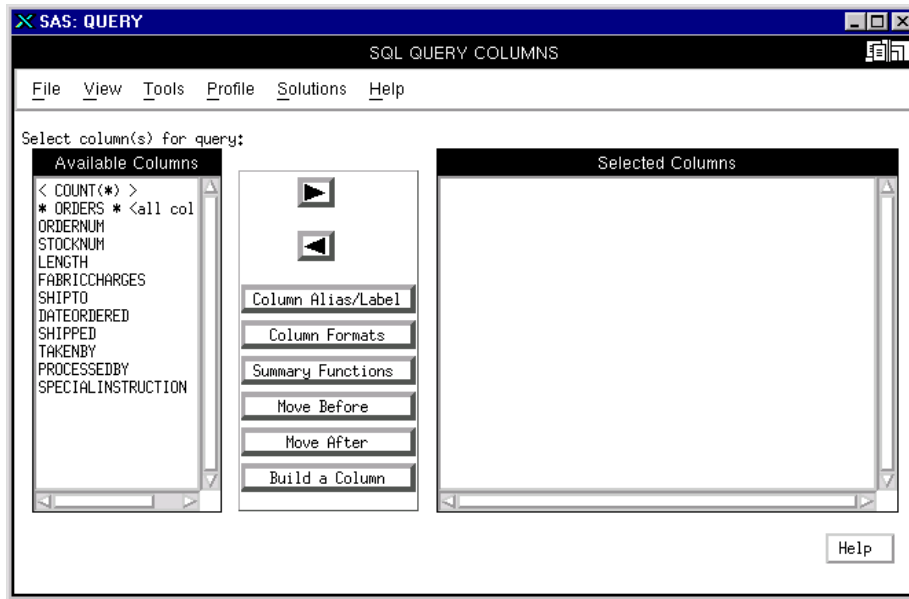 SAS: QUERY
SQL QUERY COLUMNS
File View Tools Profile Solutions Help
Select column(s) for query:
Available Columns
< COUNT(*) >
* ORDERS * <all col
ORDERNUM
STOCKNUM
LENGTH
FABRICCHARGES
SHIPTO
DATEORDERED
SHIPPED
TAKENBY
PROCESSEDBY
SPECIALINSTRUCTION
Column Alias/Label
Column Formats
Summary Functions
Move Before
Move After
Build a Column
Selected Columns
Help